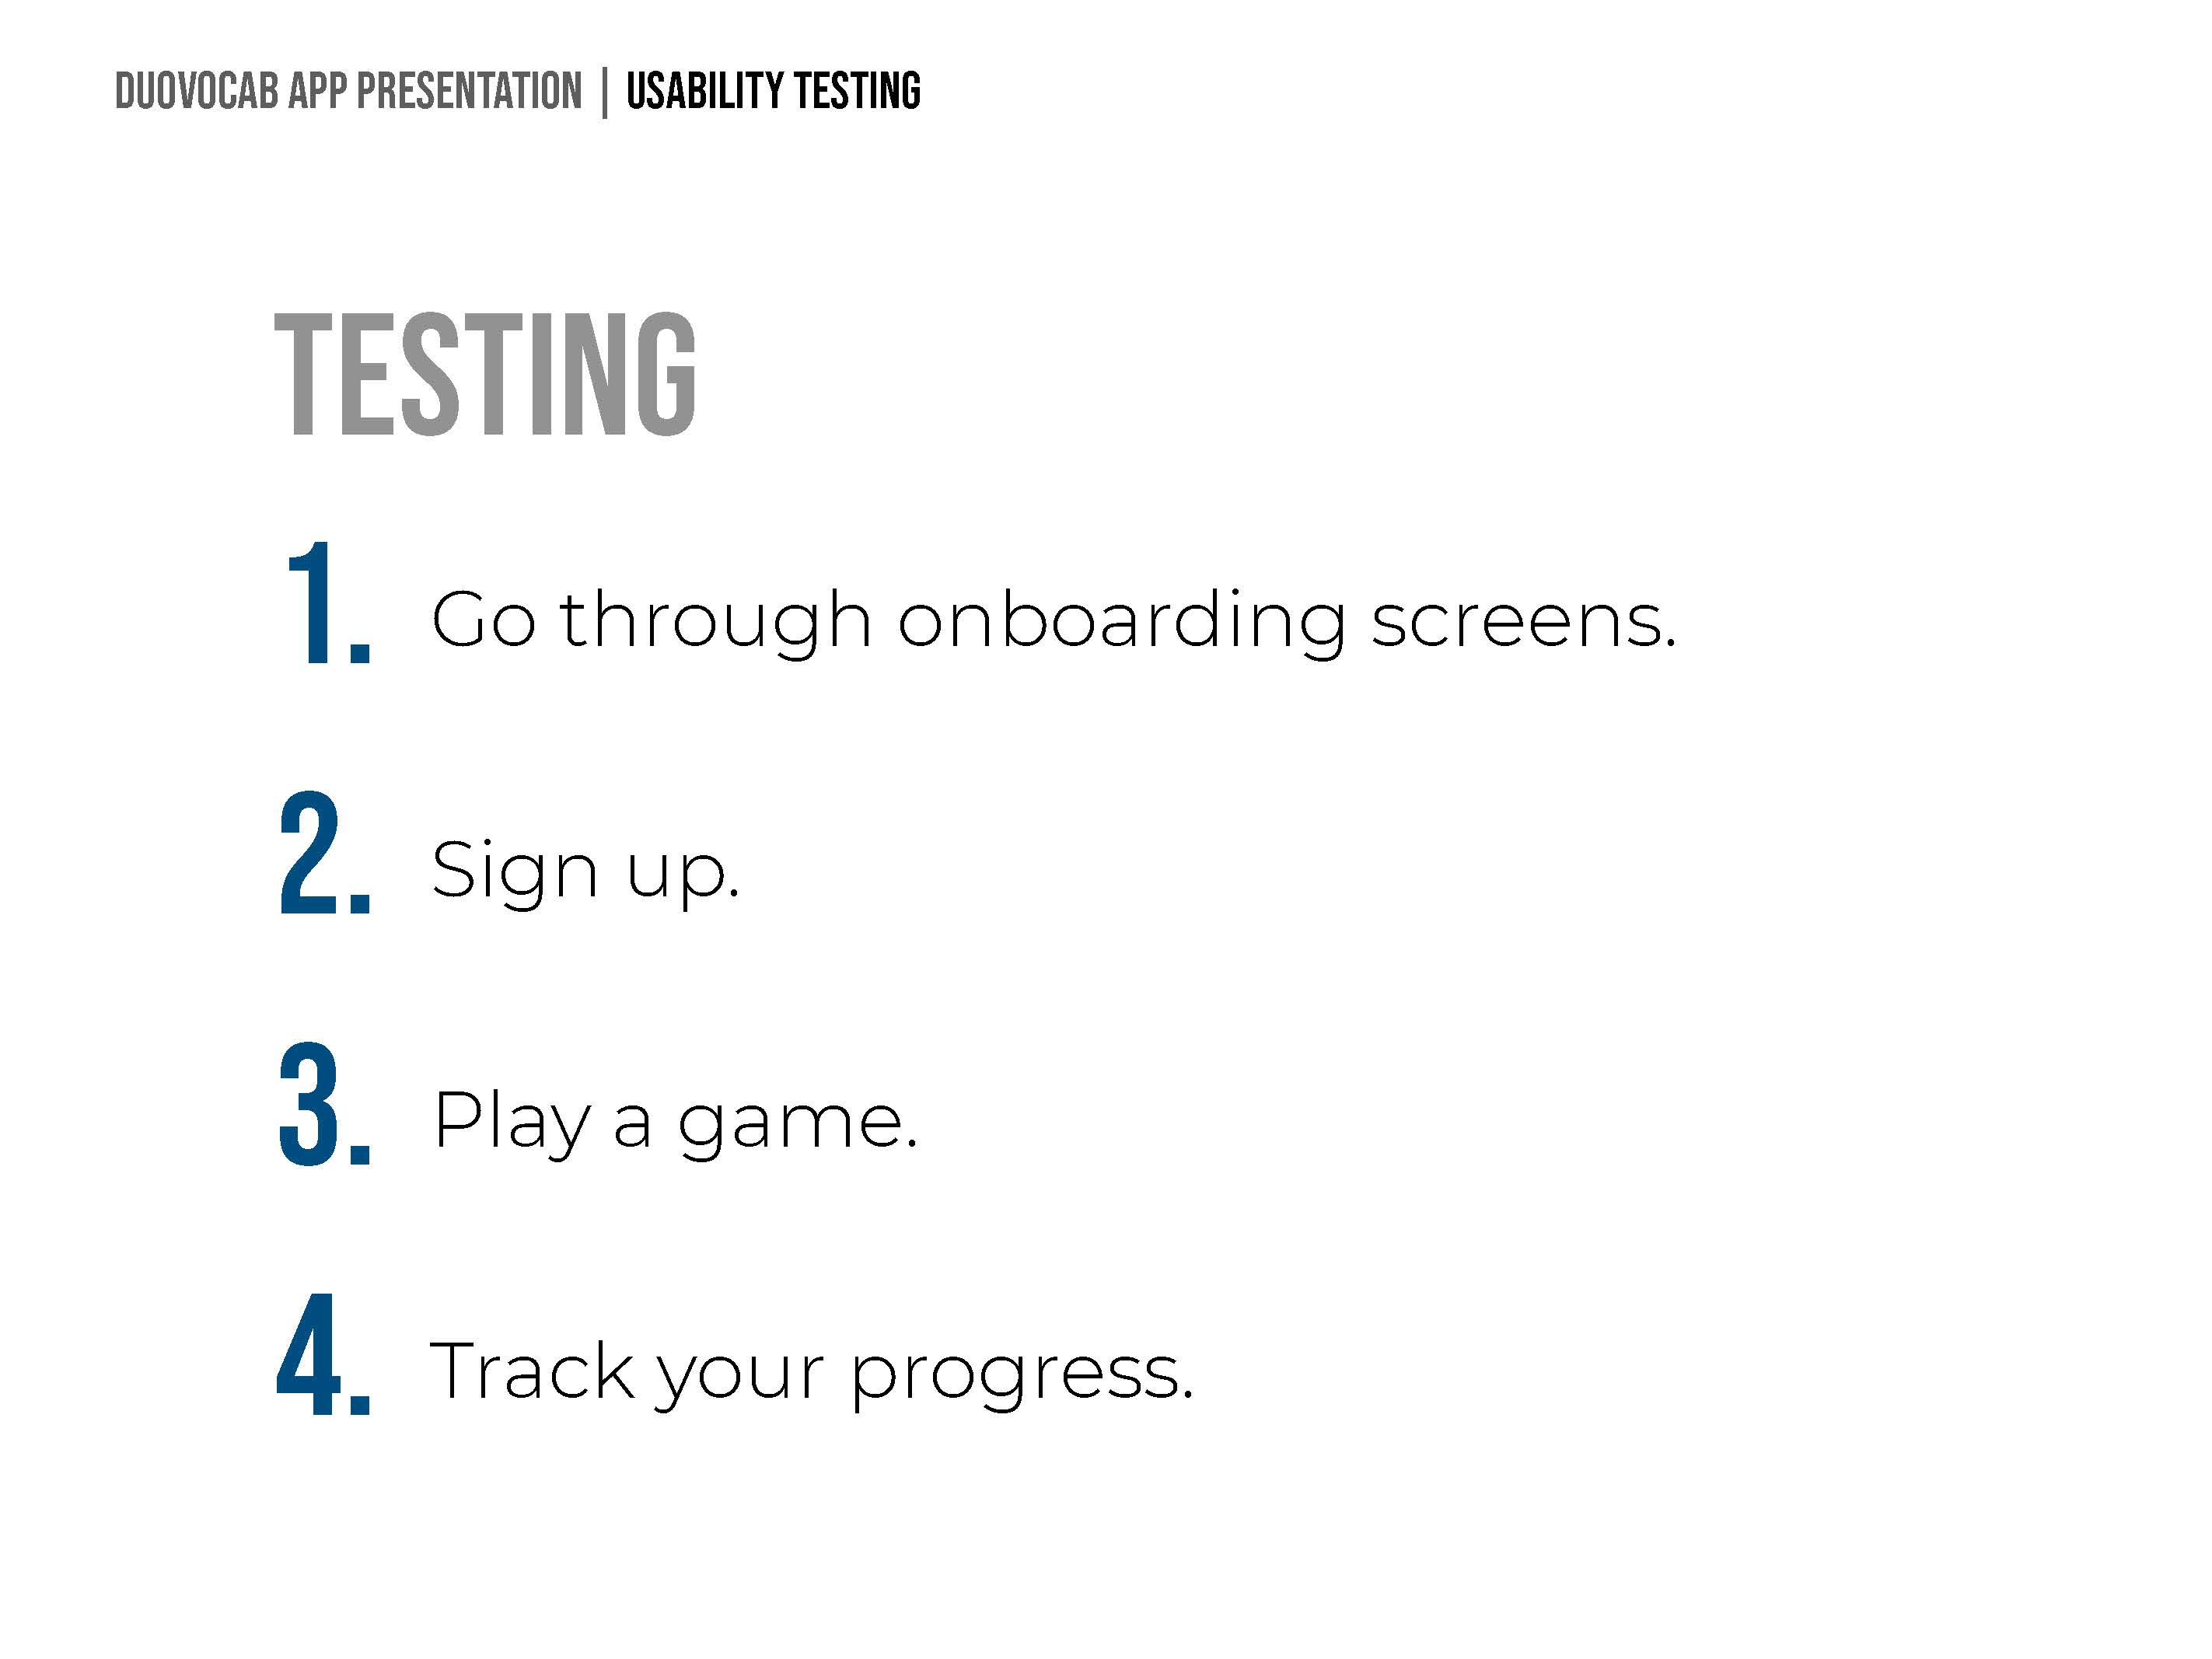 DUOVOCAB APP PRESENTATION | USABILITY TESTING
TESTING
1. Go through onboarding screens.
2. Sign up.
3. Play a game.
4. Track your progress.